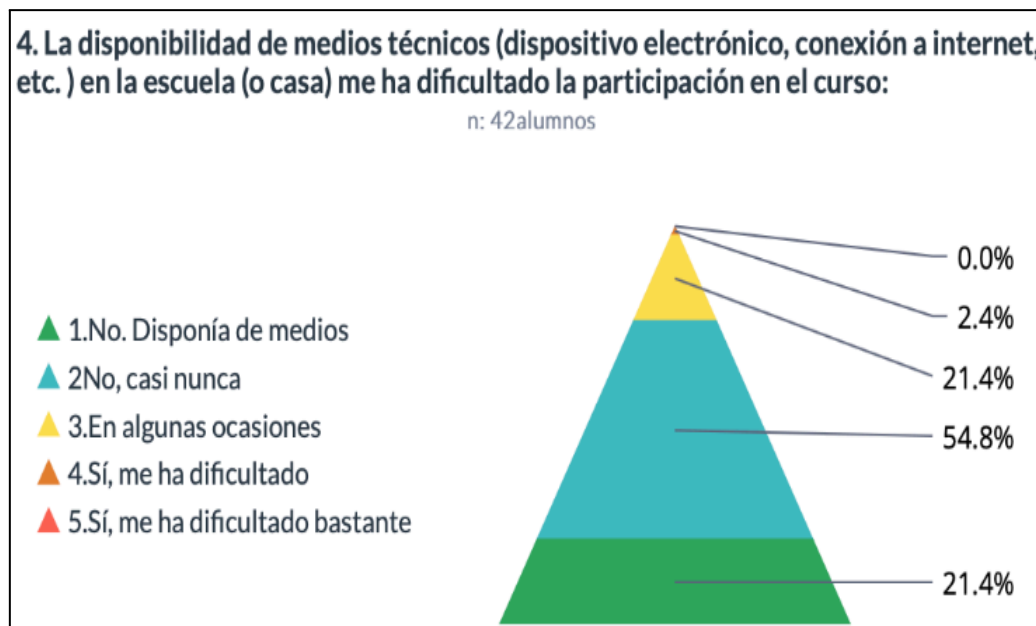 4. La disponibilidad de medios técnicos (dispositivo electrónico, conexión a internet,
etc. ) en la escuela (o casa) me ha dificultado la participación en el curso:
n: 42alumnos
1.No. Disponía de medios
2No, casi nunca
3.En algunas ocasiones
4.Sí, me ha dificultado
5.Sí, me ha dificultado bastante
0.0%
2.4%
21.4%
54.8%
21.4%